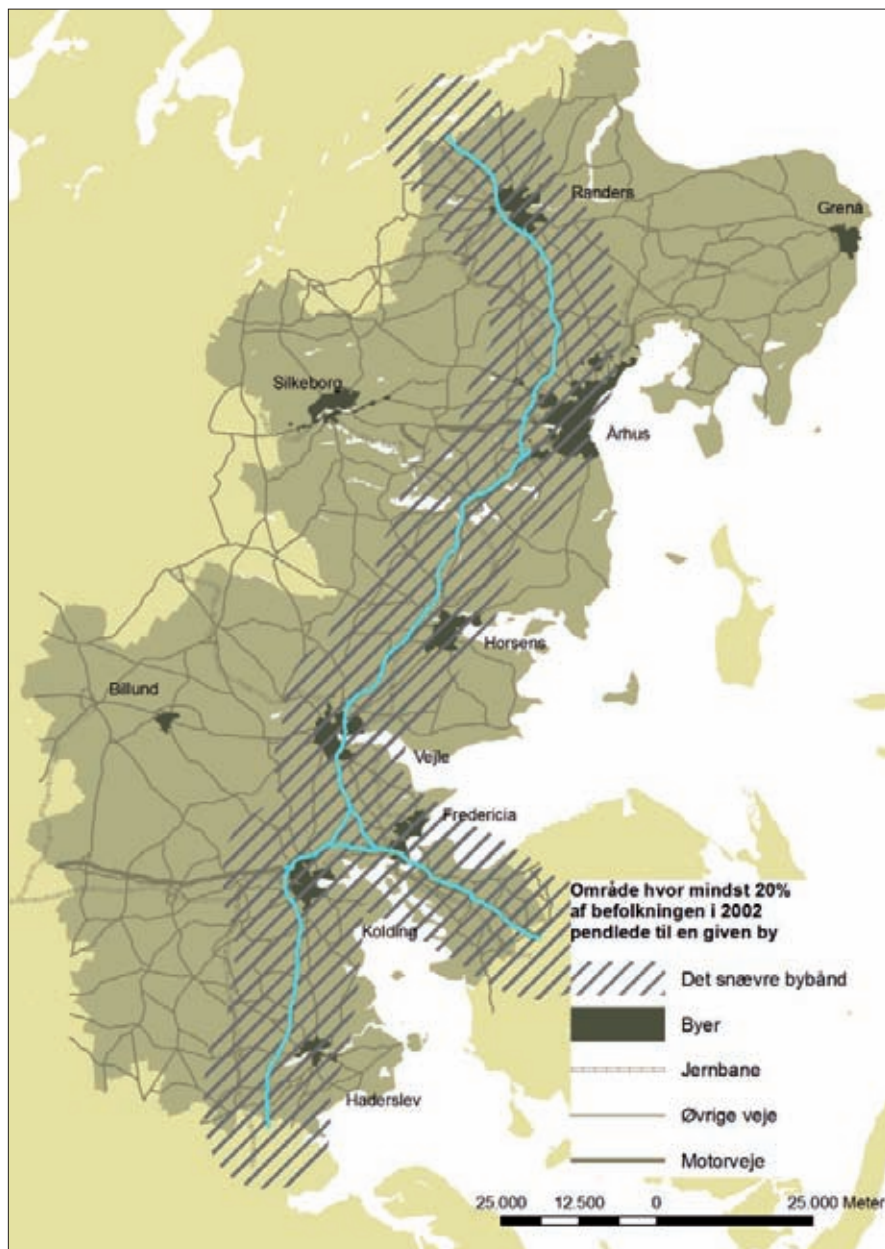 Randers
Grenå
Silkeborg
Århus
Horsens
Billund
Vejle
Fredericia
Område hvor mindst 20%
af befolkningen i 2002
pendlede til en given by
Kolding
Det snævre bybånd
Byer
Jernbane
Haderslev
Øvrige veje
Motorveje
25.000 12.500 0 25.000 Meter